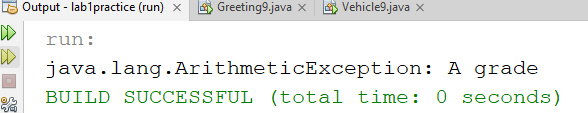 Output - lab1practice (run) Greeting9.java Vehicle9.java
run:
java.lang.ArithmeticException: A grade
BUILD SUCCESSFUL (total time: 0 seconds)